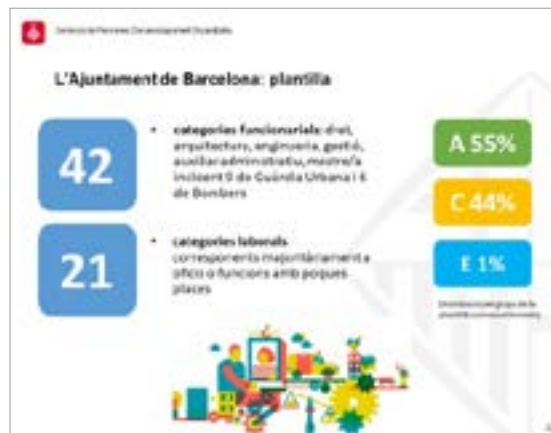 L'Ajuntament de Barcelona: plantilla
42
• categories funcionarials: dret,
arquitectura, enginyeria, gestió,
auxiliar administratiu, mestre/a
incloent 9 de Guàrdia Urbana i 6
de Bombers
21
• categories laborals
corresponents majoritàriament a
oficis o funcions amb poques
places
A 55%
C 44%
E 1%